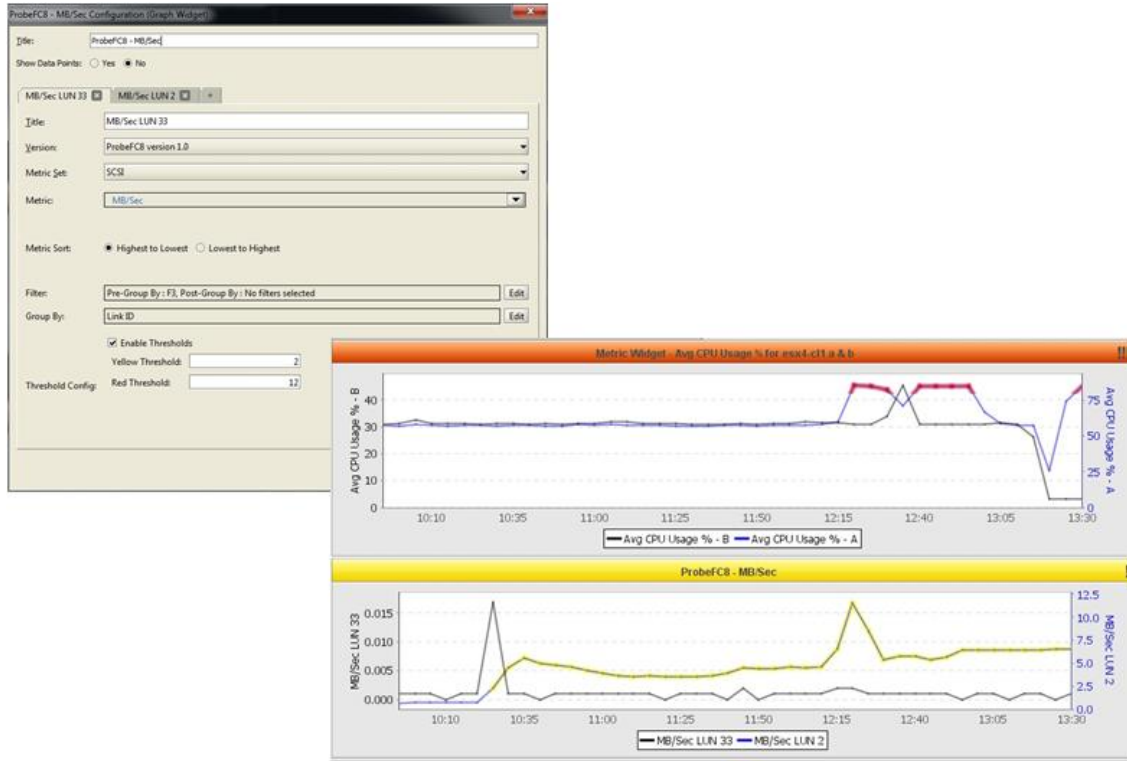 ProbeFC8 - MB/Sec Configuration (Graph Widget)
Title: ProbeFC8 - MB/Sec
Show Data Points: Yes No
MB/Sec LUN 33 MB/Sec LUN 2 +
Title: MB/Sec LUN 33
Version: ProbeFC8 version 1.0
Metric Set: SCSI
Metric: MB/Sec
Metric Sort: Highest to Lowest Lowest to Highest
Filter: Pre-Group By : F3, Post-Group By : No filters selected Edit
Group By: Link ID Edit
Enable Thresholds
Yellow Threshold: 2
Threshold Config: Red Threshold: 12
Metric Widget - Avg CPU Usage % for esx4-cl1 a & b !!
Avg CPU Usage % - B
40
30
20
10
0
75
50
25
0
Avg CPU Usage % - A
10:10 10:35 11:00 11:25 11:50 12:15 12:40 13:05 13:30
Avg CPU Usage % - B Avg CPU Usage % - A
ProbeFC8 - MB/Sec
MB/Sec LUN 33
0.015
0.010
0.005
0.000
12.5
10.0
7.5
5.0
2.5
0.0
MB/Sec LUN 2
10:10 10:35 11:00 11:25 11:50 12:15 12:40 13:05 13:30
MB/Sec LUN 33 MB/Sec LUN 2